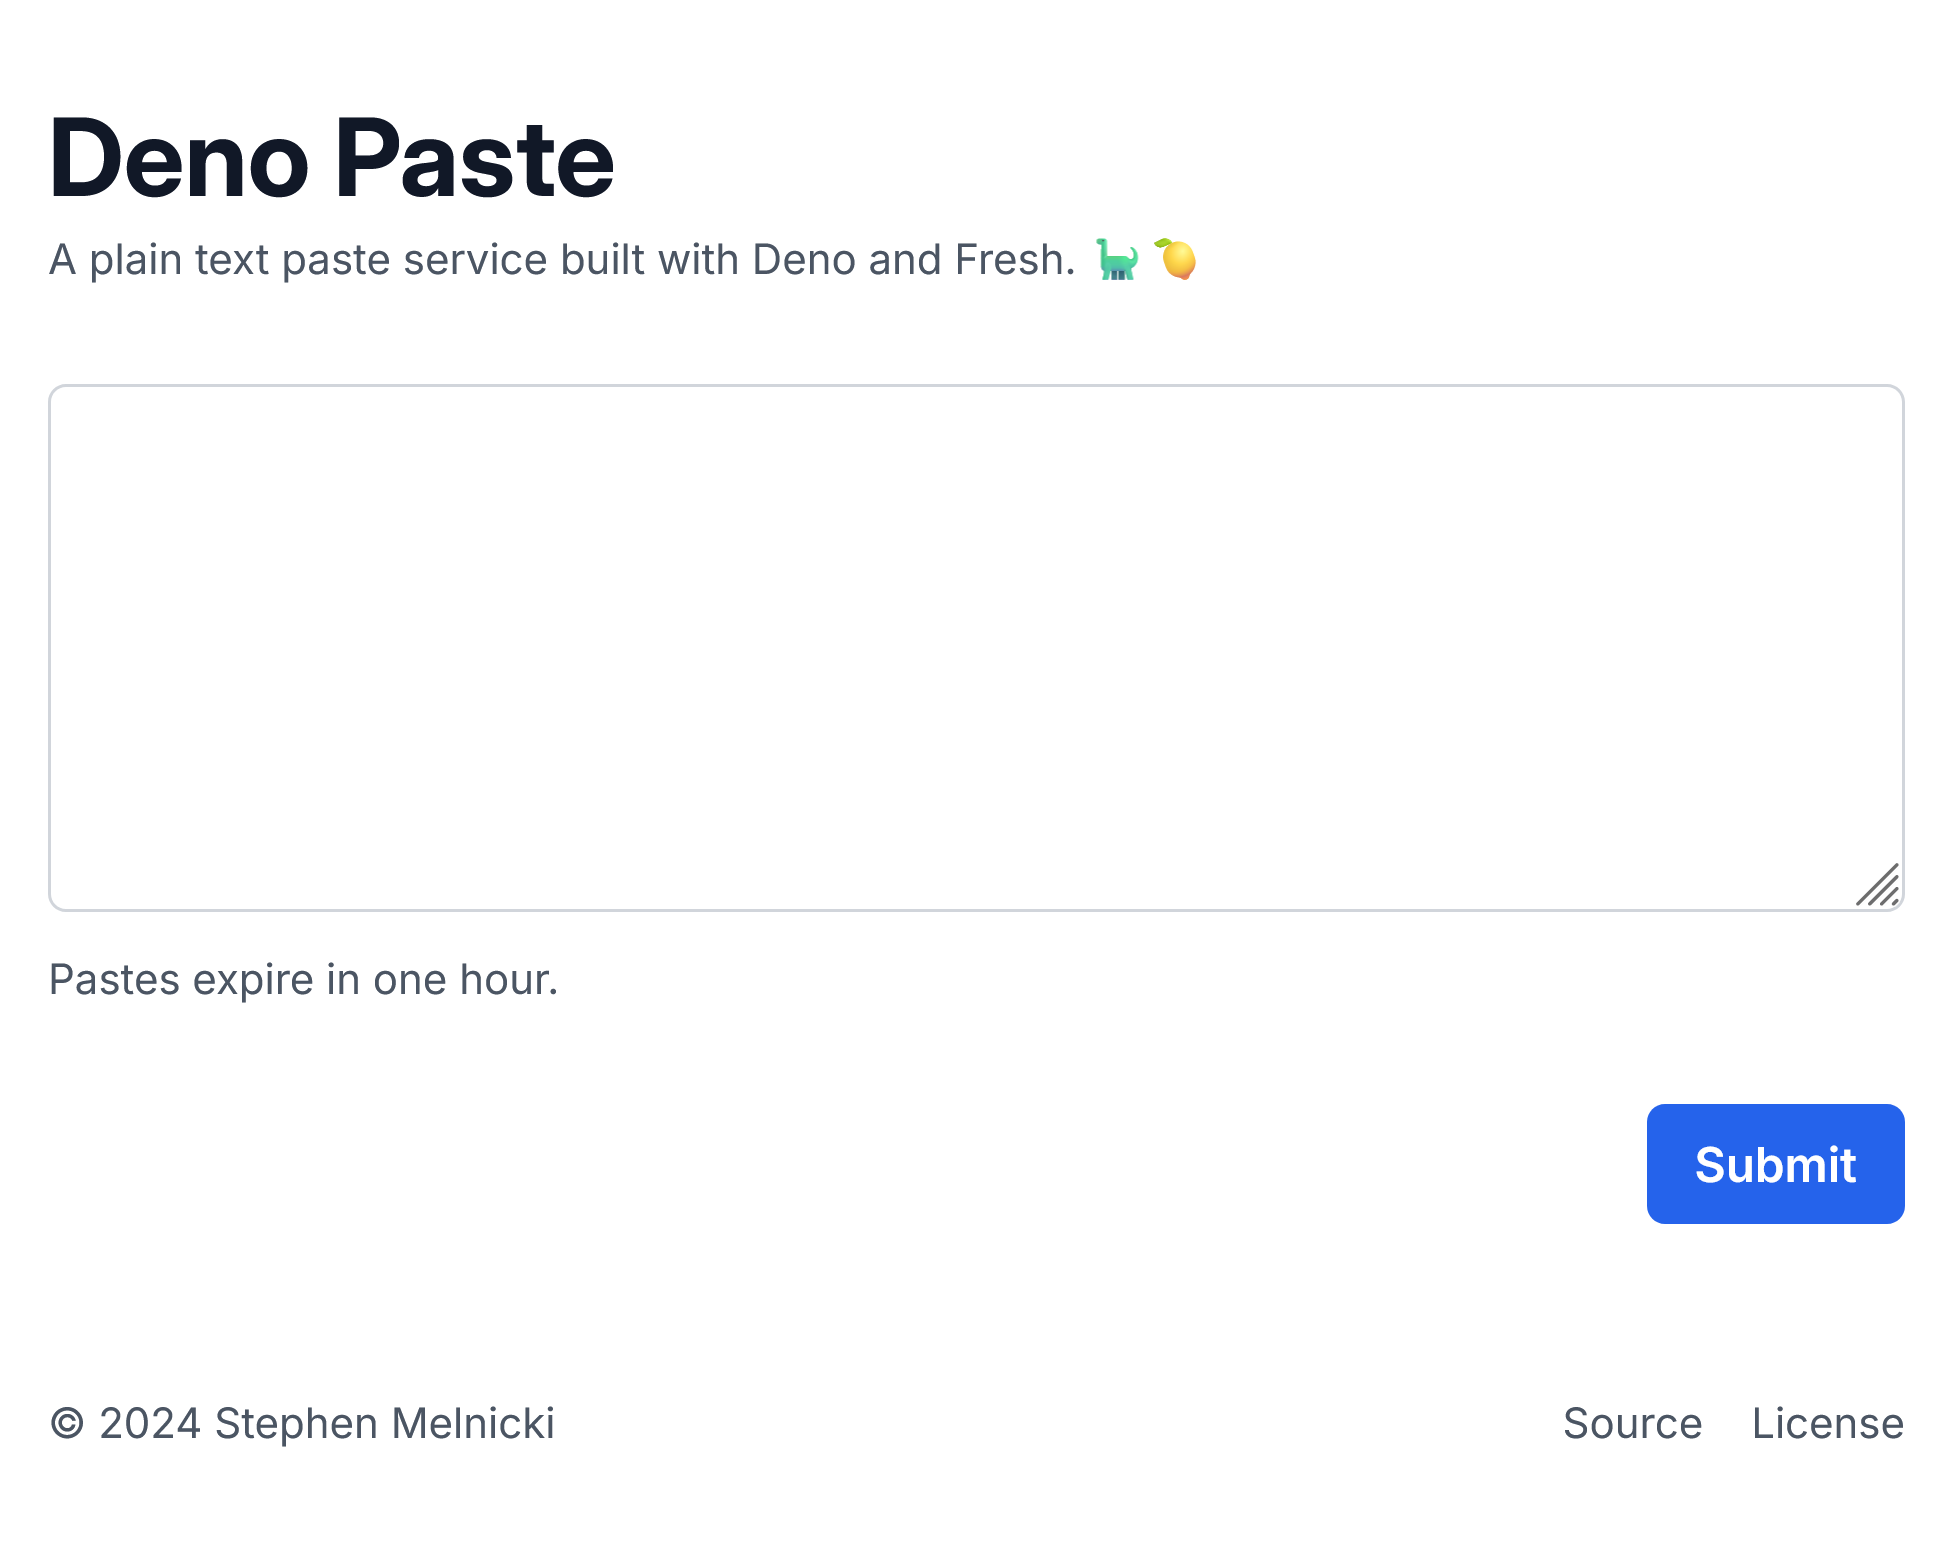 Deno Paste
A plain text paste service built with Deno and Fresh. 🦕 🍋
Pastes expire in one hour.
Submit
© 2024 Stephen Melnicki
Source License